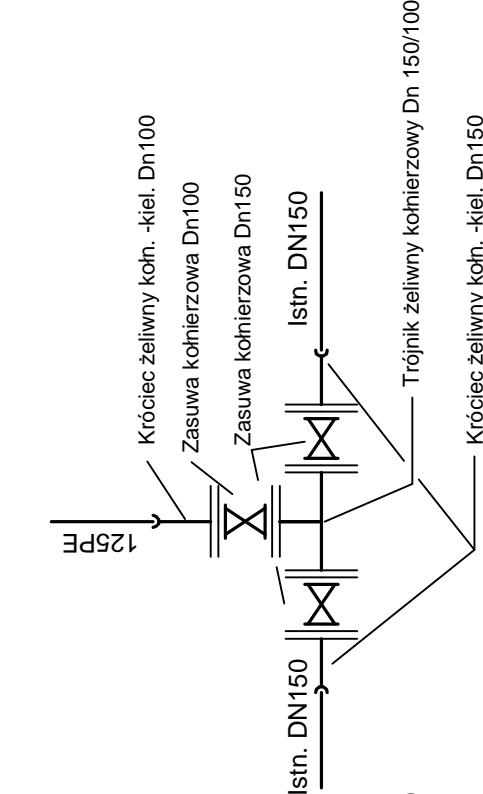 Króciec żeliwny kołn. -kiel. Dn100
Zasuwa kołnierzowa Dn100
Zasuwa kołnierzowa Dn150
Istn. DN150
Trójnik żeliwny kołnierzowy Dn 150/100
Króciec żeliwny kołn. -kiel. Dn150
125PE
Istn. DN150